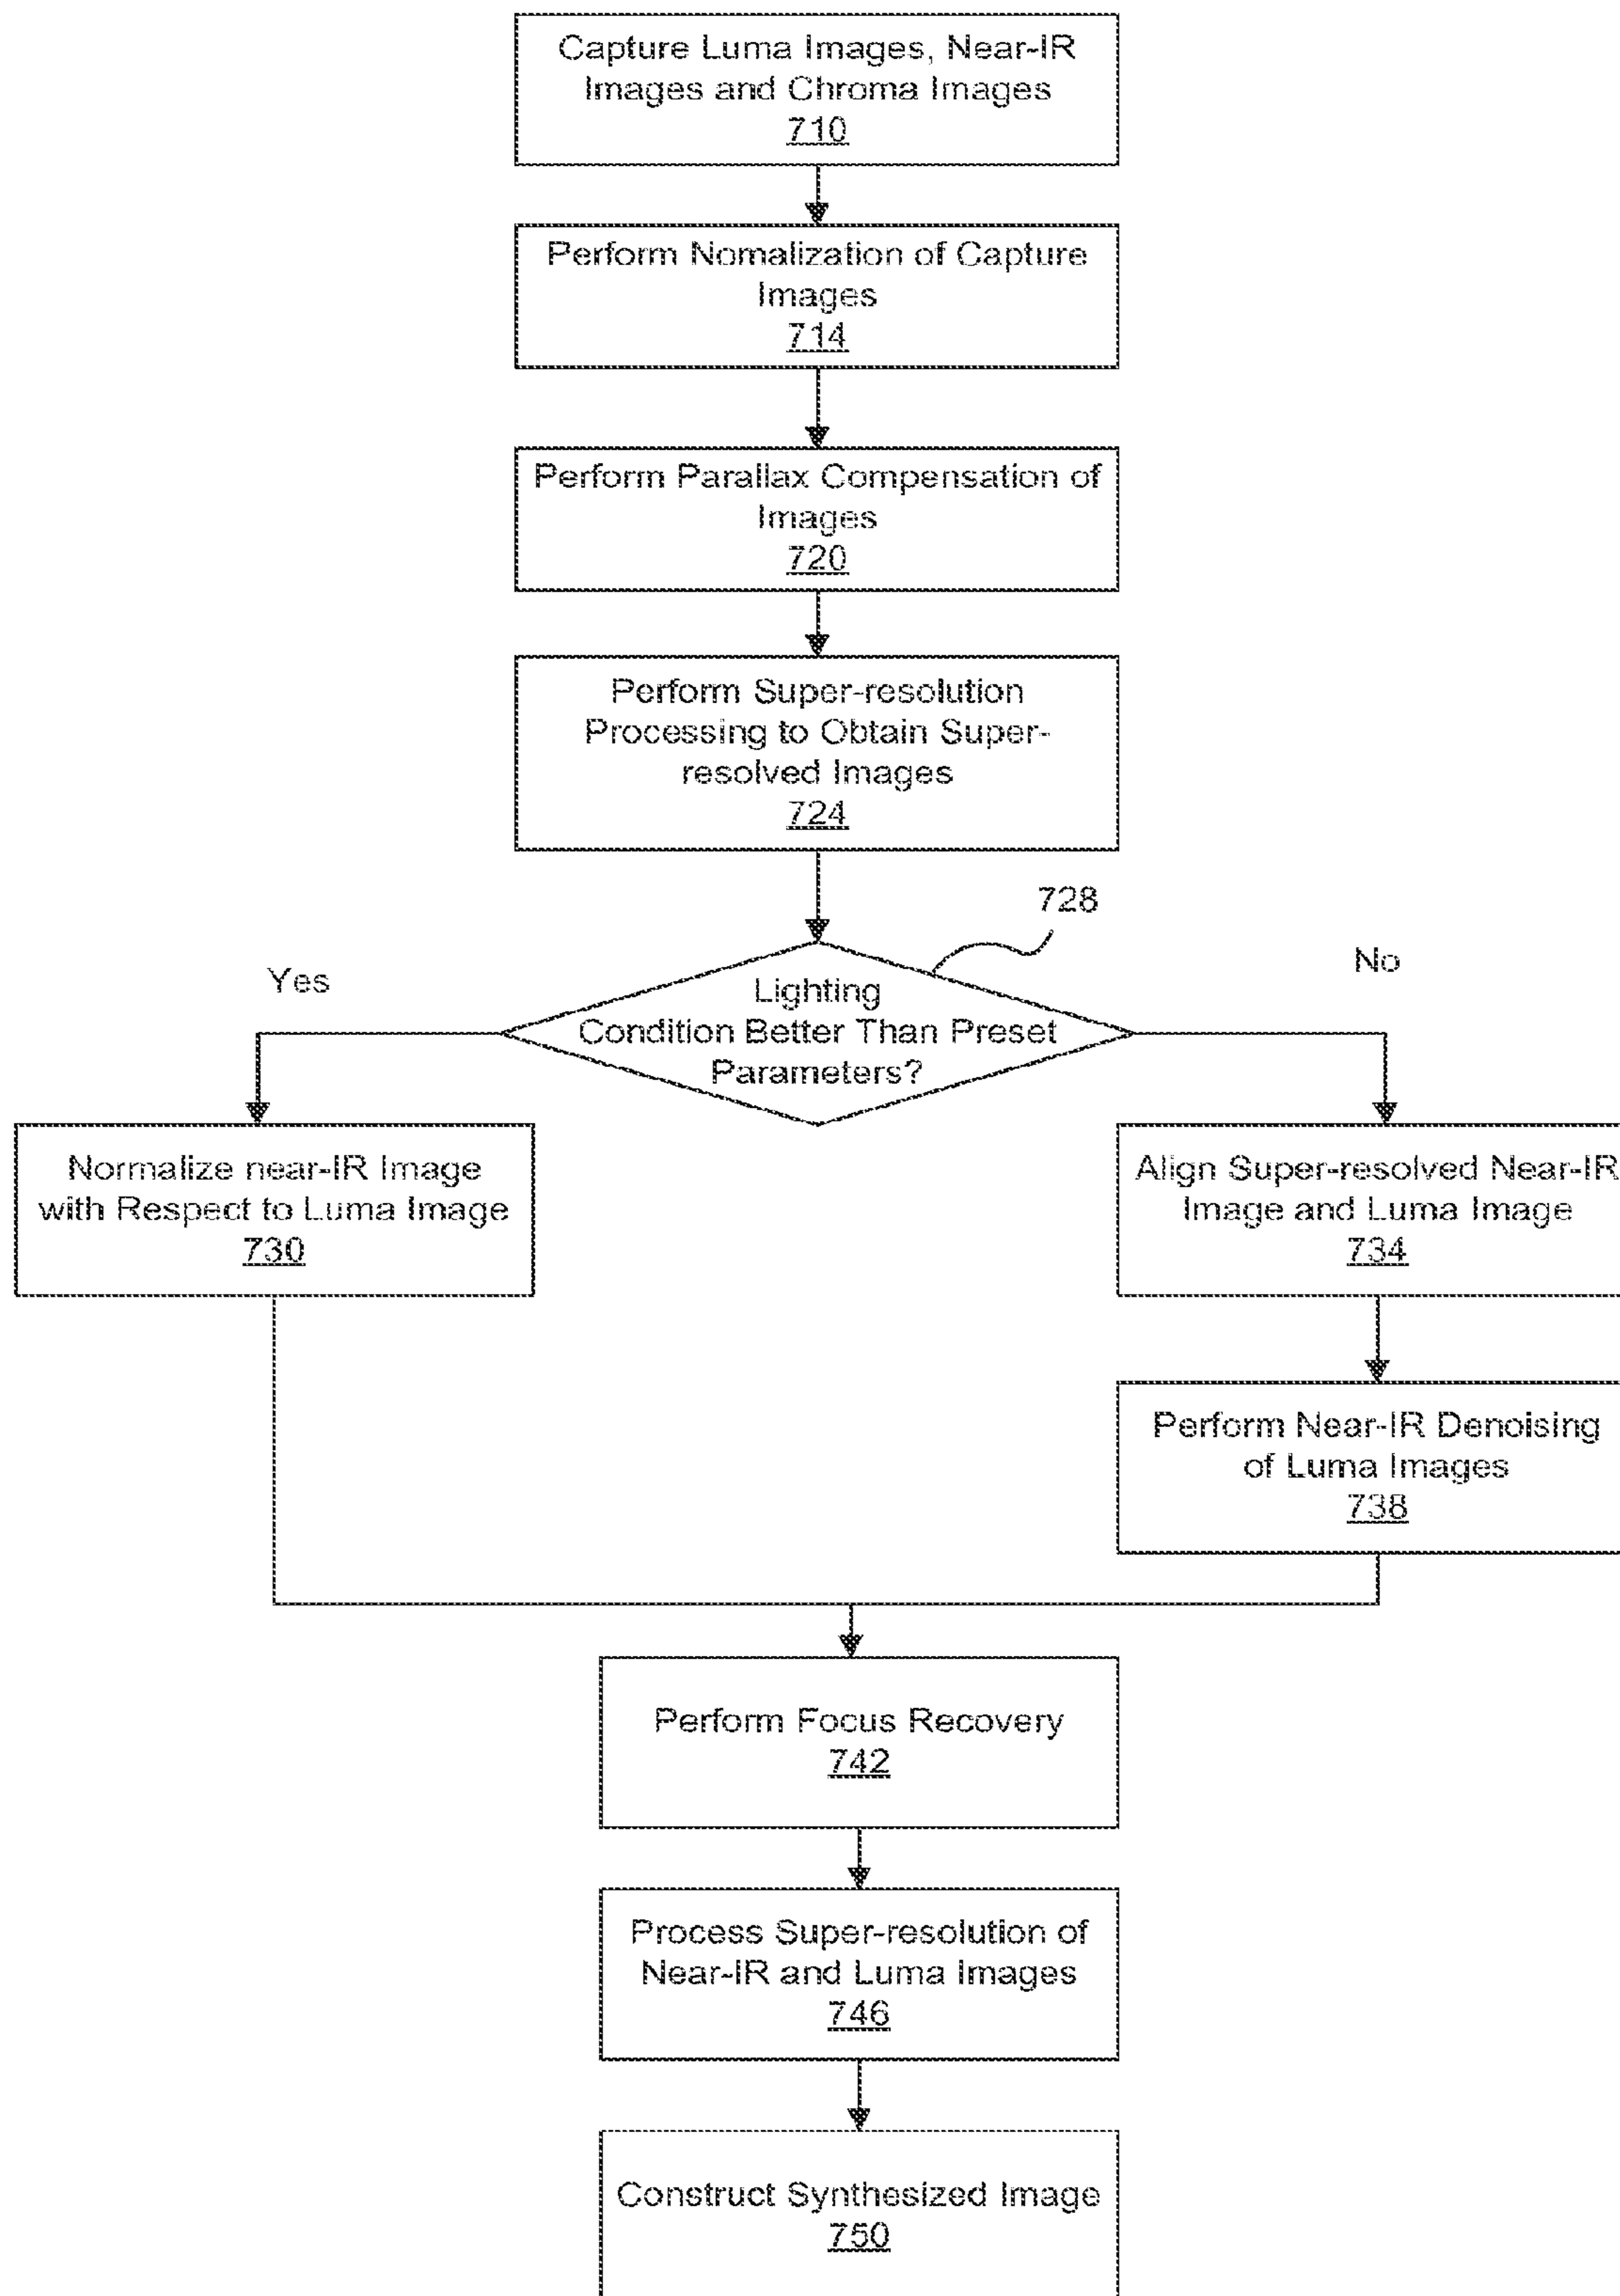 Capture Luma Images, Near-IR
Images and Chroma Images
710
Perform Nomalization of Capture
Images
714
Perform Parallax Compensation of
Images
720
Perform Super-resolution
Processing to Obtain Super-
resolved Images
724
728
Yes
No
Lighting
Condition Better Than Preset
Parameters?
Normalize near-IR Image
with Respect to Luma Image
730
Align Super-resolved Near-IR
Image and Luma Image
734
Perform Near-IR Denoising
of Luma Images
738
Perform Focus Recovery
742
Process Super-resolution of
Near-IR and Luma Images
746
Construct Synthesized Image
750